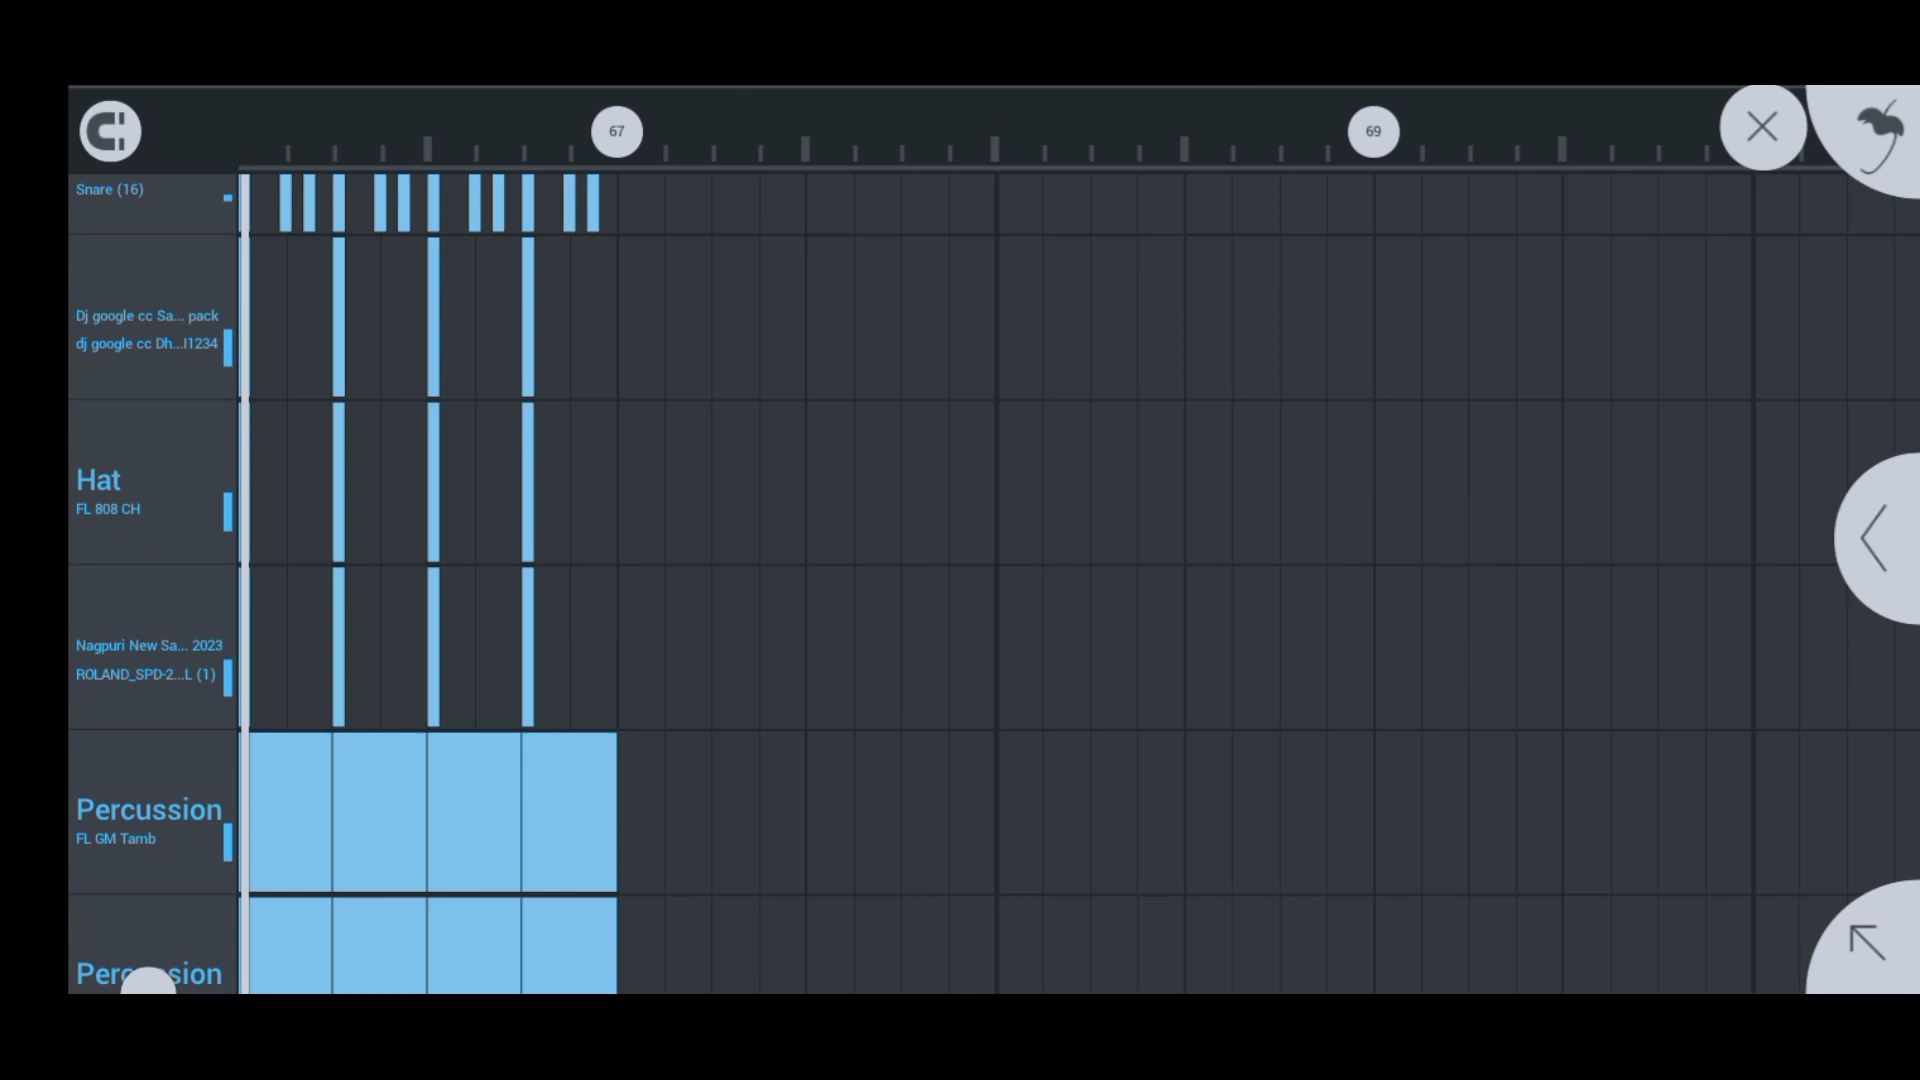 67
69
Snare (16)
Dj google cc Sa... pack
dj google cc Dh...l1234
Hat
FL 808 CH
Nagpuri New Sa... 2023
ROLAND_SPD-2...L (1)
Percussion
FL GM Tamb
Percussion